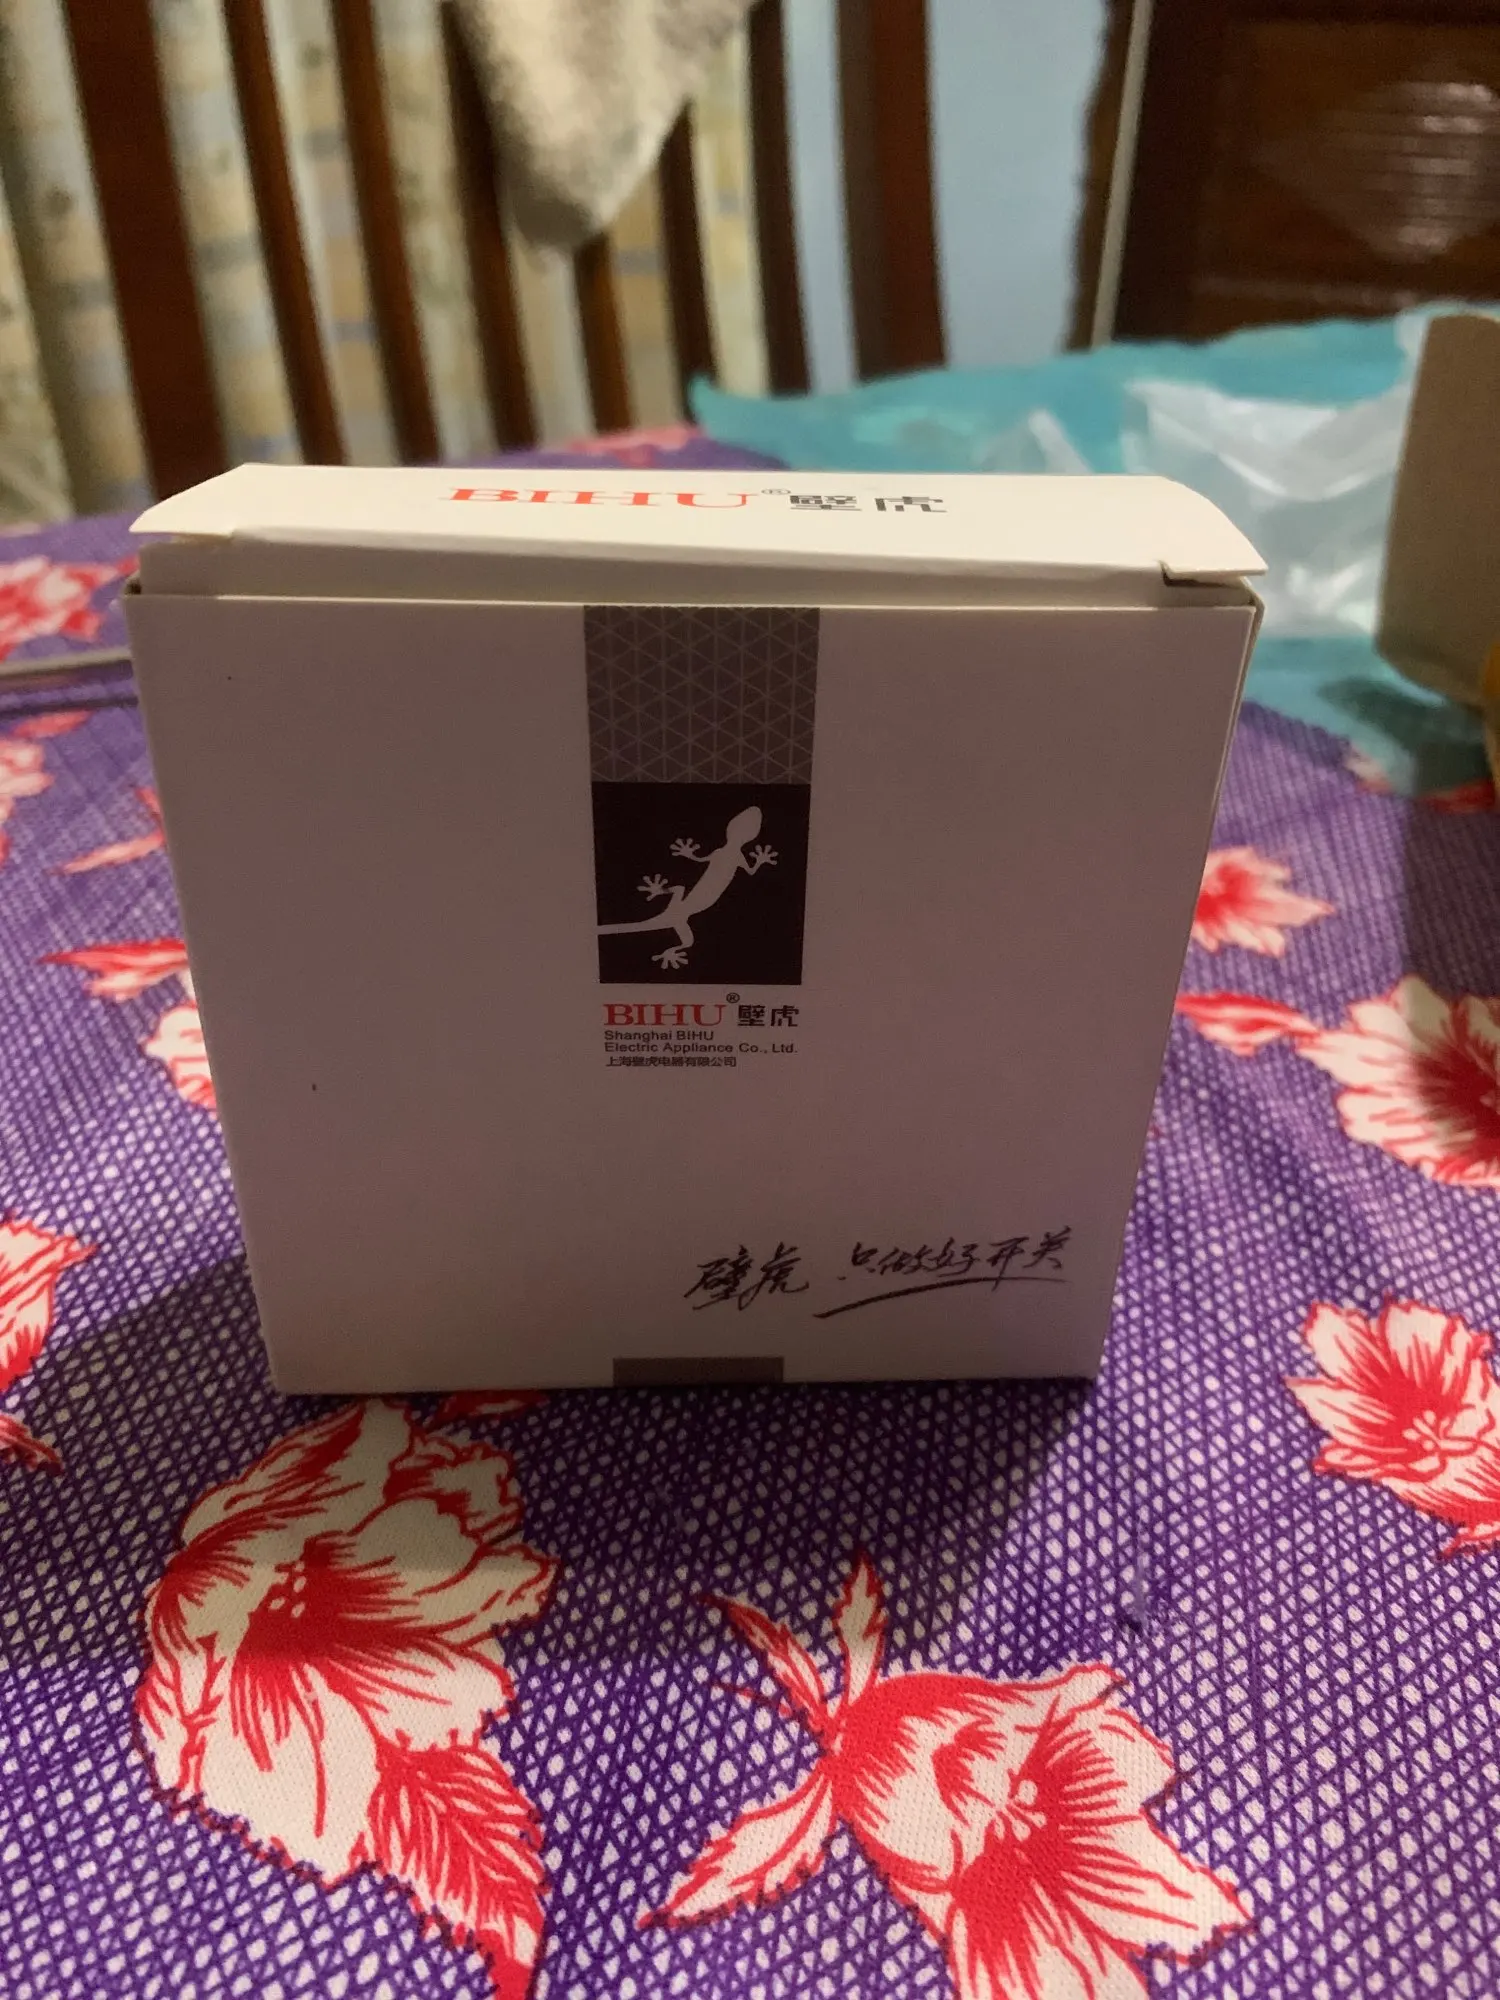 BIHU®壁虎
BIHU®壁虎
Shanghai BIHU
Electric Appliance Co., Ltd.
上海壁虎电器有限公司
壁虎 只做好开关